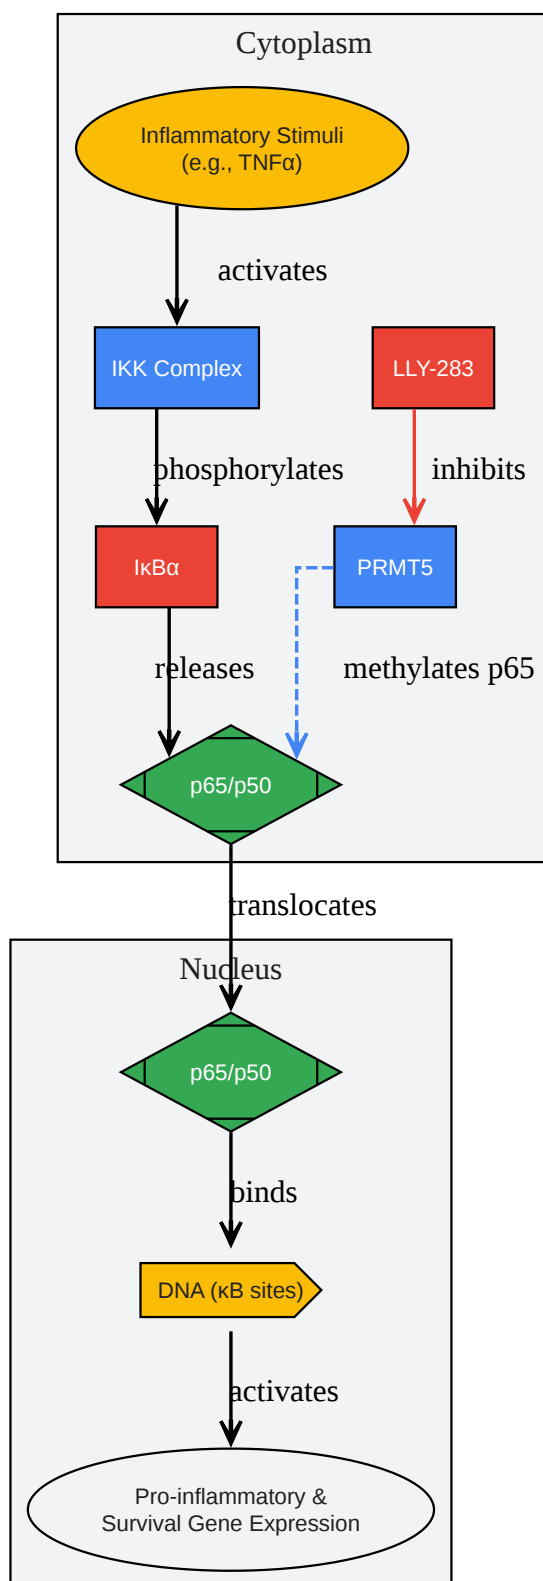 Cytoplasm
Inflammatory Stimuli
(e.g., TNFα)
activates
IKK Complex
LLY-283
phosphorylates
inhibits
IκBα
PRMT5
releases
methylates p65
p65/p50
translocates
Nucleus
p65/p50
binds
DNA (κB sites)
activates
Pro-inflammatory &
Survival Gene Expression